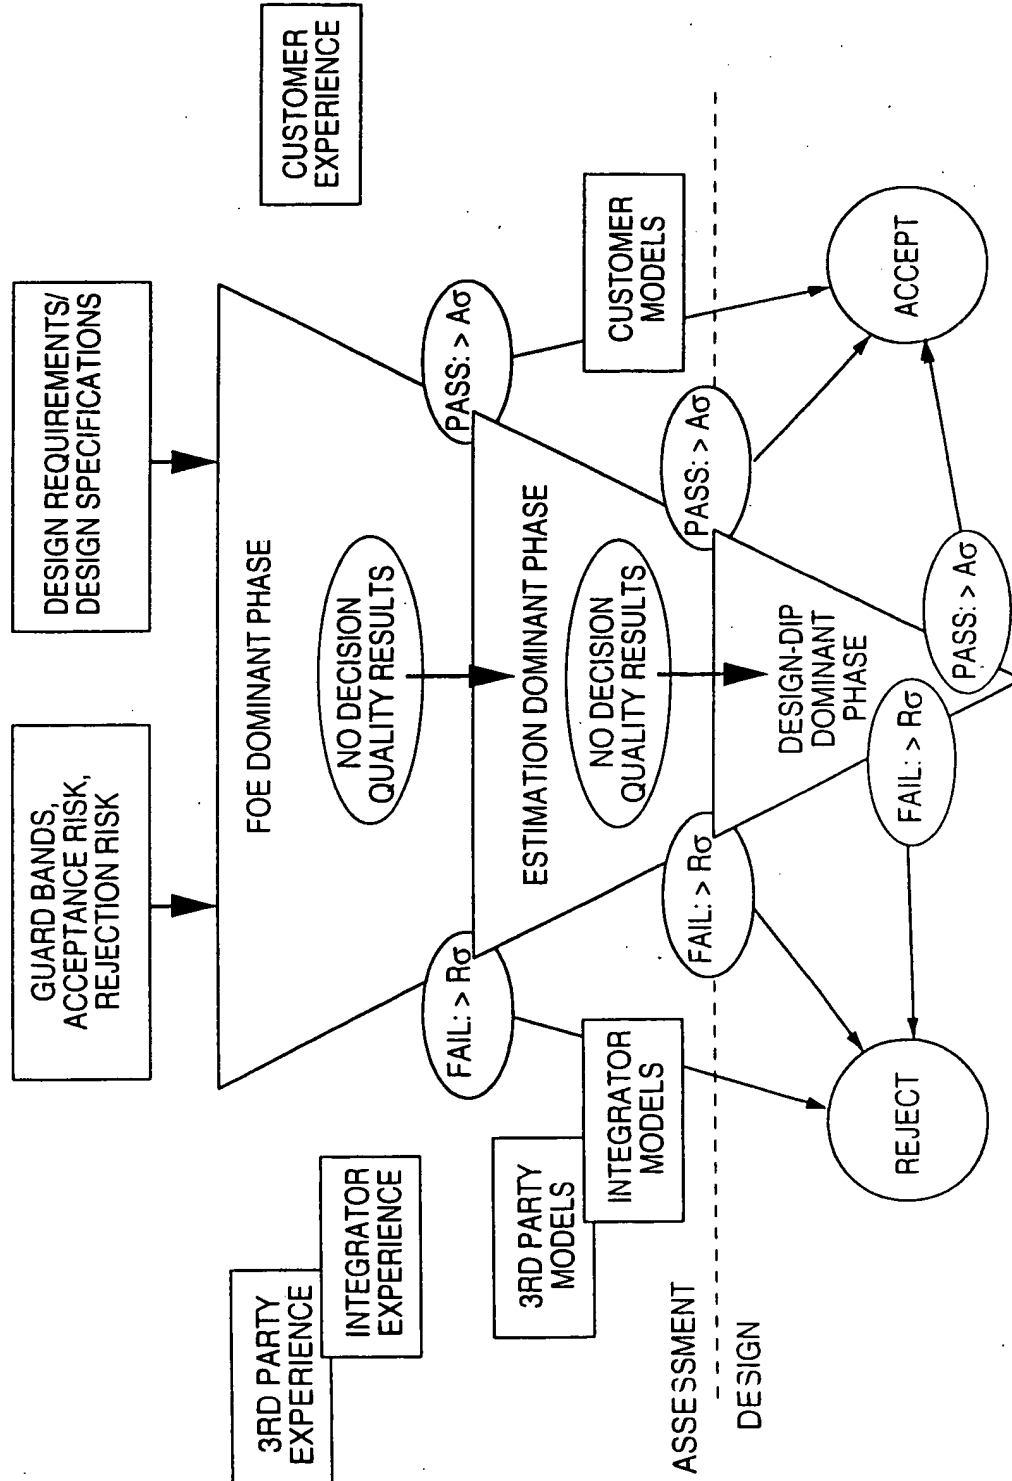 GUARD BANDS,
ACCEPTANCE RISK,
REJECTION RISK
DESIGN REQUIREMENTS/
DESIGN SPECIFICATIONS
3RD PARTY
EXPERIENCE
INTEGRATOR
EXPERIENCE
FOE DOMINANT PHASE
CUSTOMER
EXPERIENCE
NO DECISION
QUALITY RESULTS
FAIL: > Rσ
PASS: > Aσ
3RD PARTY
MODELS
INTEGRATOR
MODELS
ESTIMATION DOMINANT PHASE
CUSTOMER
MODELS
NO DECISION
QUALITY RESULTS
FAIL: > Rσ
PASS: > Aσ
ASSESSMENT
DESIGN
DESIGN-DIP
DOMINANT
PHASE
FAIL: > Rσ
PASS: > Aσ
REJECT
ACCEPT